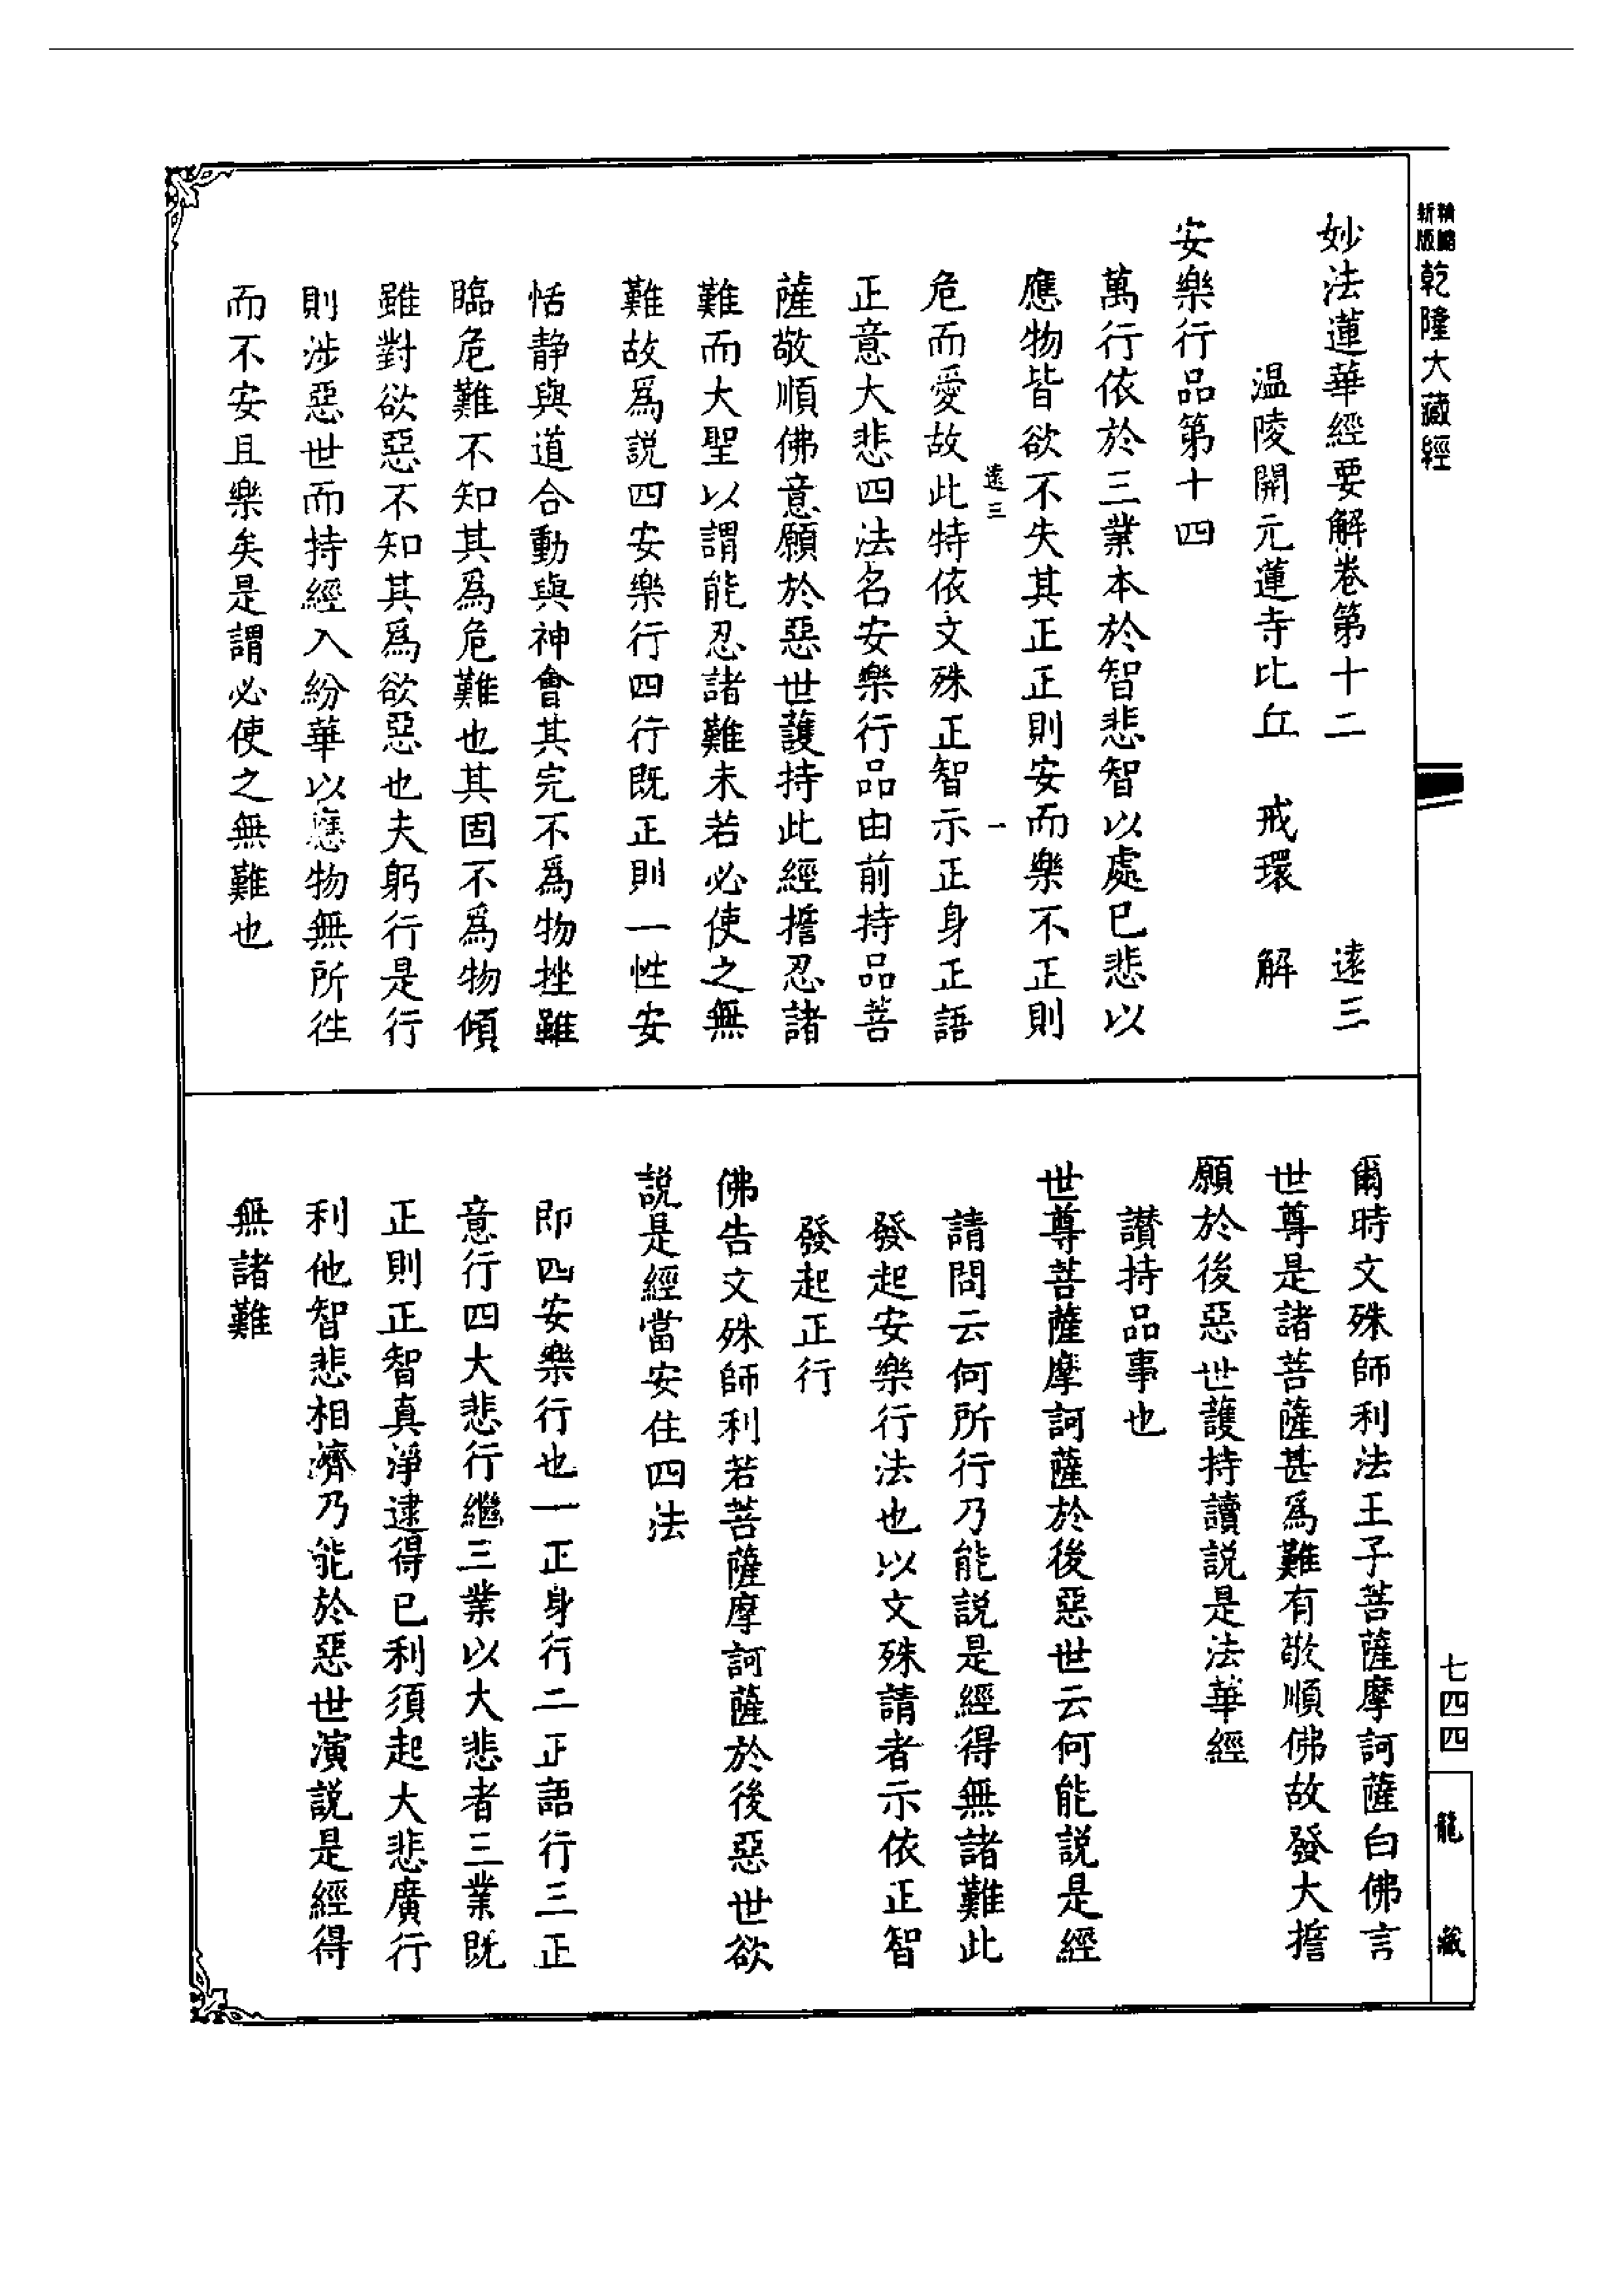 新版精縮乾隆大藏經
妙法蓮華經要解卷第十二　遠三
温陵開元蓮寺比丘　戒環　解
安樂行品第十四
萬行依於三業本於智悲智以處已悲以
應物皆欲不失其正正則安而樂不正則
遠三　一
危而愛故此特依文殊正智示正身正語
正意大悲四法名安樂行品由前持品菩
薩敬順佛意願於惡世護持此經擔忍諸
難而大聖以謂能忍諸難未若必使之無
難故爲説四安樂行四行既正則一性安
恬静與道合動與神會其完不爲物挫雖
臨危難不知其爲危難也其固不爲物傾
雖對欲惡不知其爲欲惡也夫躬行是行
則涉惡世而持經入紛華以應物無所徃
而不安且樂矣是謂必使之無難也
爾時文殊師利法王子菩薩摩訶薩白佛言
世尊是諸菩薩甚爲難有敬順佛故發大擔
願於後惡世護持讀説是法華經
讃持品事也
世尊菩薩摩訶薩於後惡世云何能説是經
請問云何所行乃能説是經得無諸難此
發起安樂行法也以文殊請者示依正智
發起正行
佛告文殊師利若菩薩摩訶薩於後惡世欲
説是經當安住四法
即四安樂行也一正身行二正語行三正
意行四大悲行繼三業以大悲者三業既
正則正智真淨逮得已利須起大悲廣行
利他智悲相濟乃能於惡世演説是經得
無諸難
七四四
龍藏